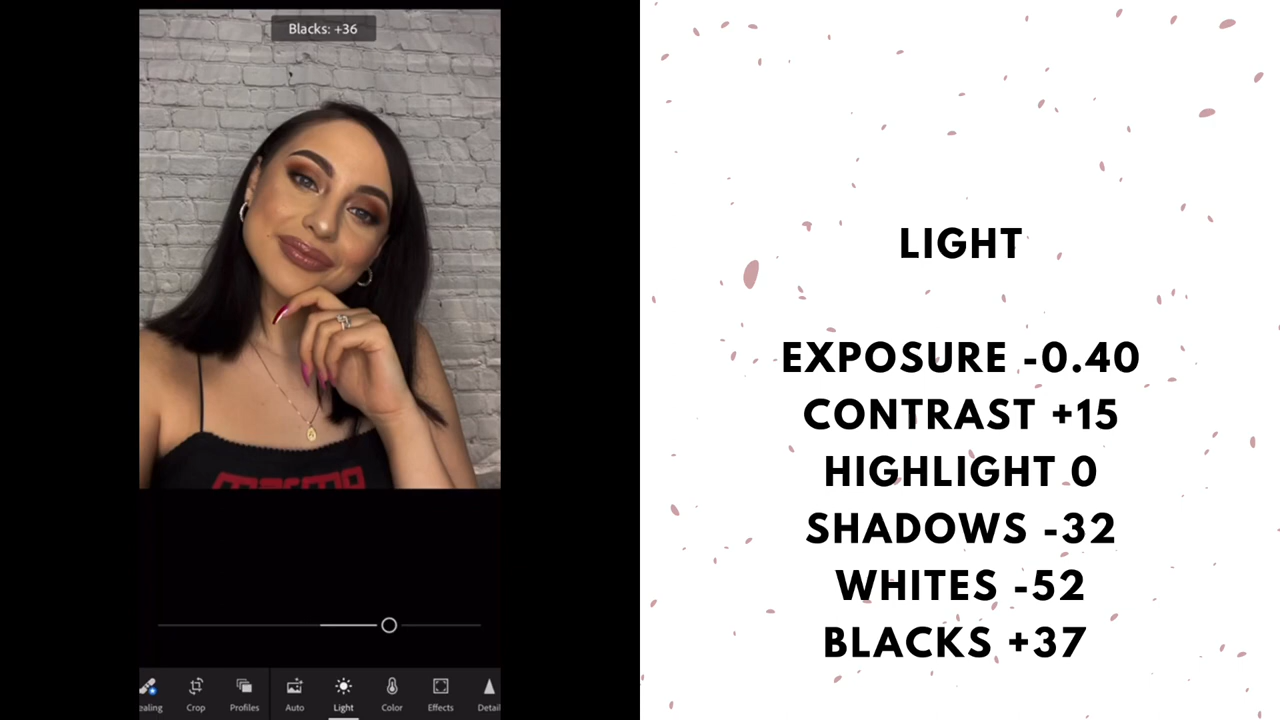 Blacks: +36
ealing
Crop
Profiles
Auto
Light
Color
Effects
Detail
LIGHT
EXPOSURE -0.40
CONTRAST +15
HIGHLIGHT 0
SHADOWS -32
WHITES -52
BLACKS +37